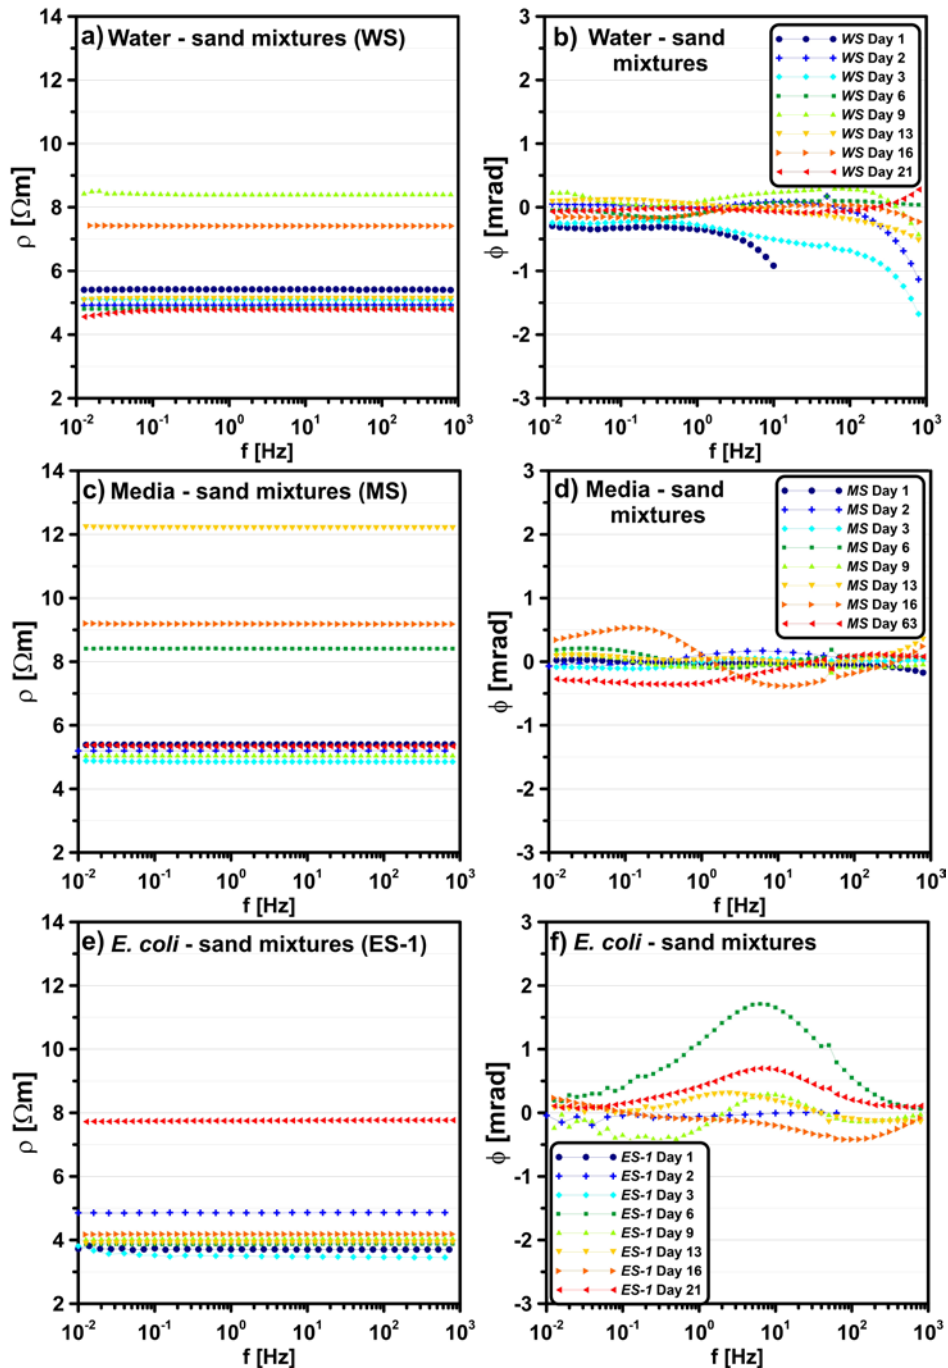 a) Water - sand mixtures (WS)
14
12
10
8
6
4
2
ρ [Ωm]
10⁻² 10⁻¹ 10⁰ 10¹ 10² 10³
f [Hz]
b) Water - sand
mixtures
WS Day 1
WS Day 2
WS Day 3
WS Day 6
WS Day 9
WS Day 13
WS Day 16
WS Day 21
3
2
1
0
-1
-2
-3
ϕ [mrad]
10⁻² 10⁻¹ 10⁰ 10¹ 10² 10³
f [Hz]
c) Media - sand mixtures (MS)
14
12
10
8
6
4
2
ρ [Ωm]
10⁻² 10⁻¹ 10⁰ 10¹ 10² 10³
f [Hz]
d) Media - sand
mixtures
MS Day 1
MS Day 2
MS Day 3
MS Day 6
MS Day 9
MS Day 13
MS Day 16
MS Day 63
3
2
1
0
-1
-2
-3
ϕ [mrad]
10⁻² 10⁻¹ 10⁰ 10¹ 10² 10³
f [Hz]
e) E. coli - sand mixtures (ES-1)
14
12
10
8
6
4
2
ρ [Ωm]
10⁻² 10⁻¹ 10⁰ 10¹ 10² 10³
f [Hz]
f) E. coli - sand mixtures
3
2
1
0
-1
-2
-3
ϕ [mrad]
ES-1 Day 1
ES-1 Day 2
ES-1 Day 3
ES-1 Day 6
ES-1 Day 9
ES-1 Day 13
ES-1 Day 16
ES-1 Day 21
10⁻² 10⁻¹ 10⁰ 10¹ 10² 10³
f [Hz]